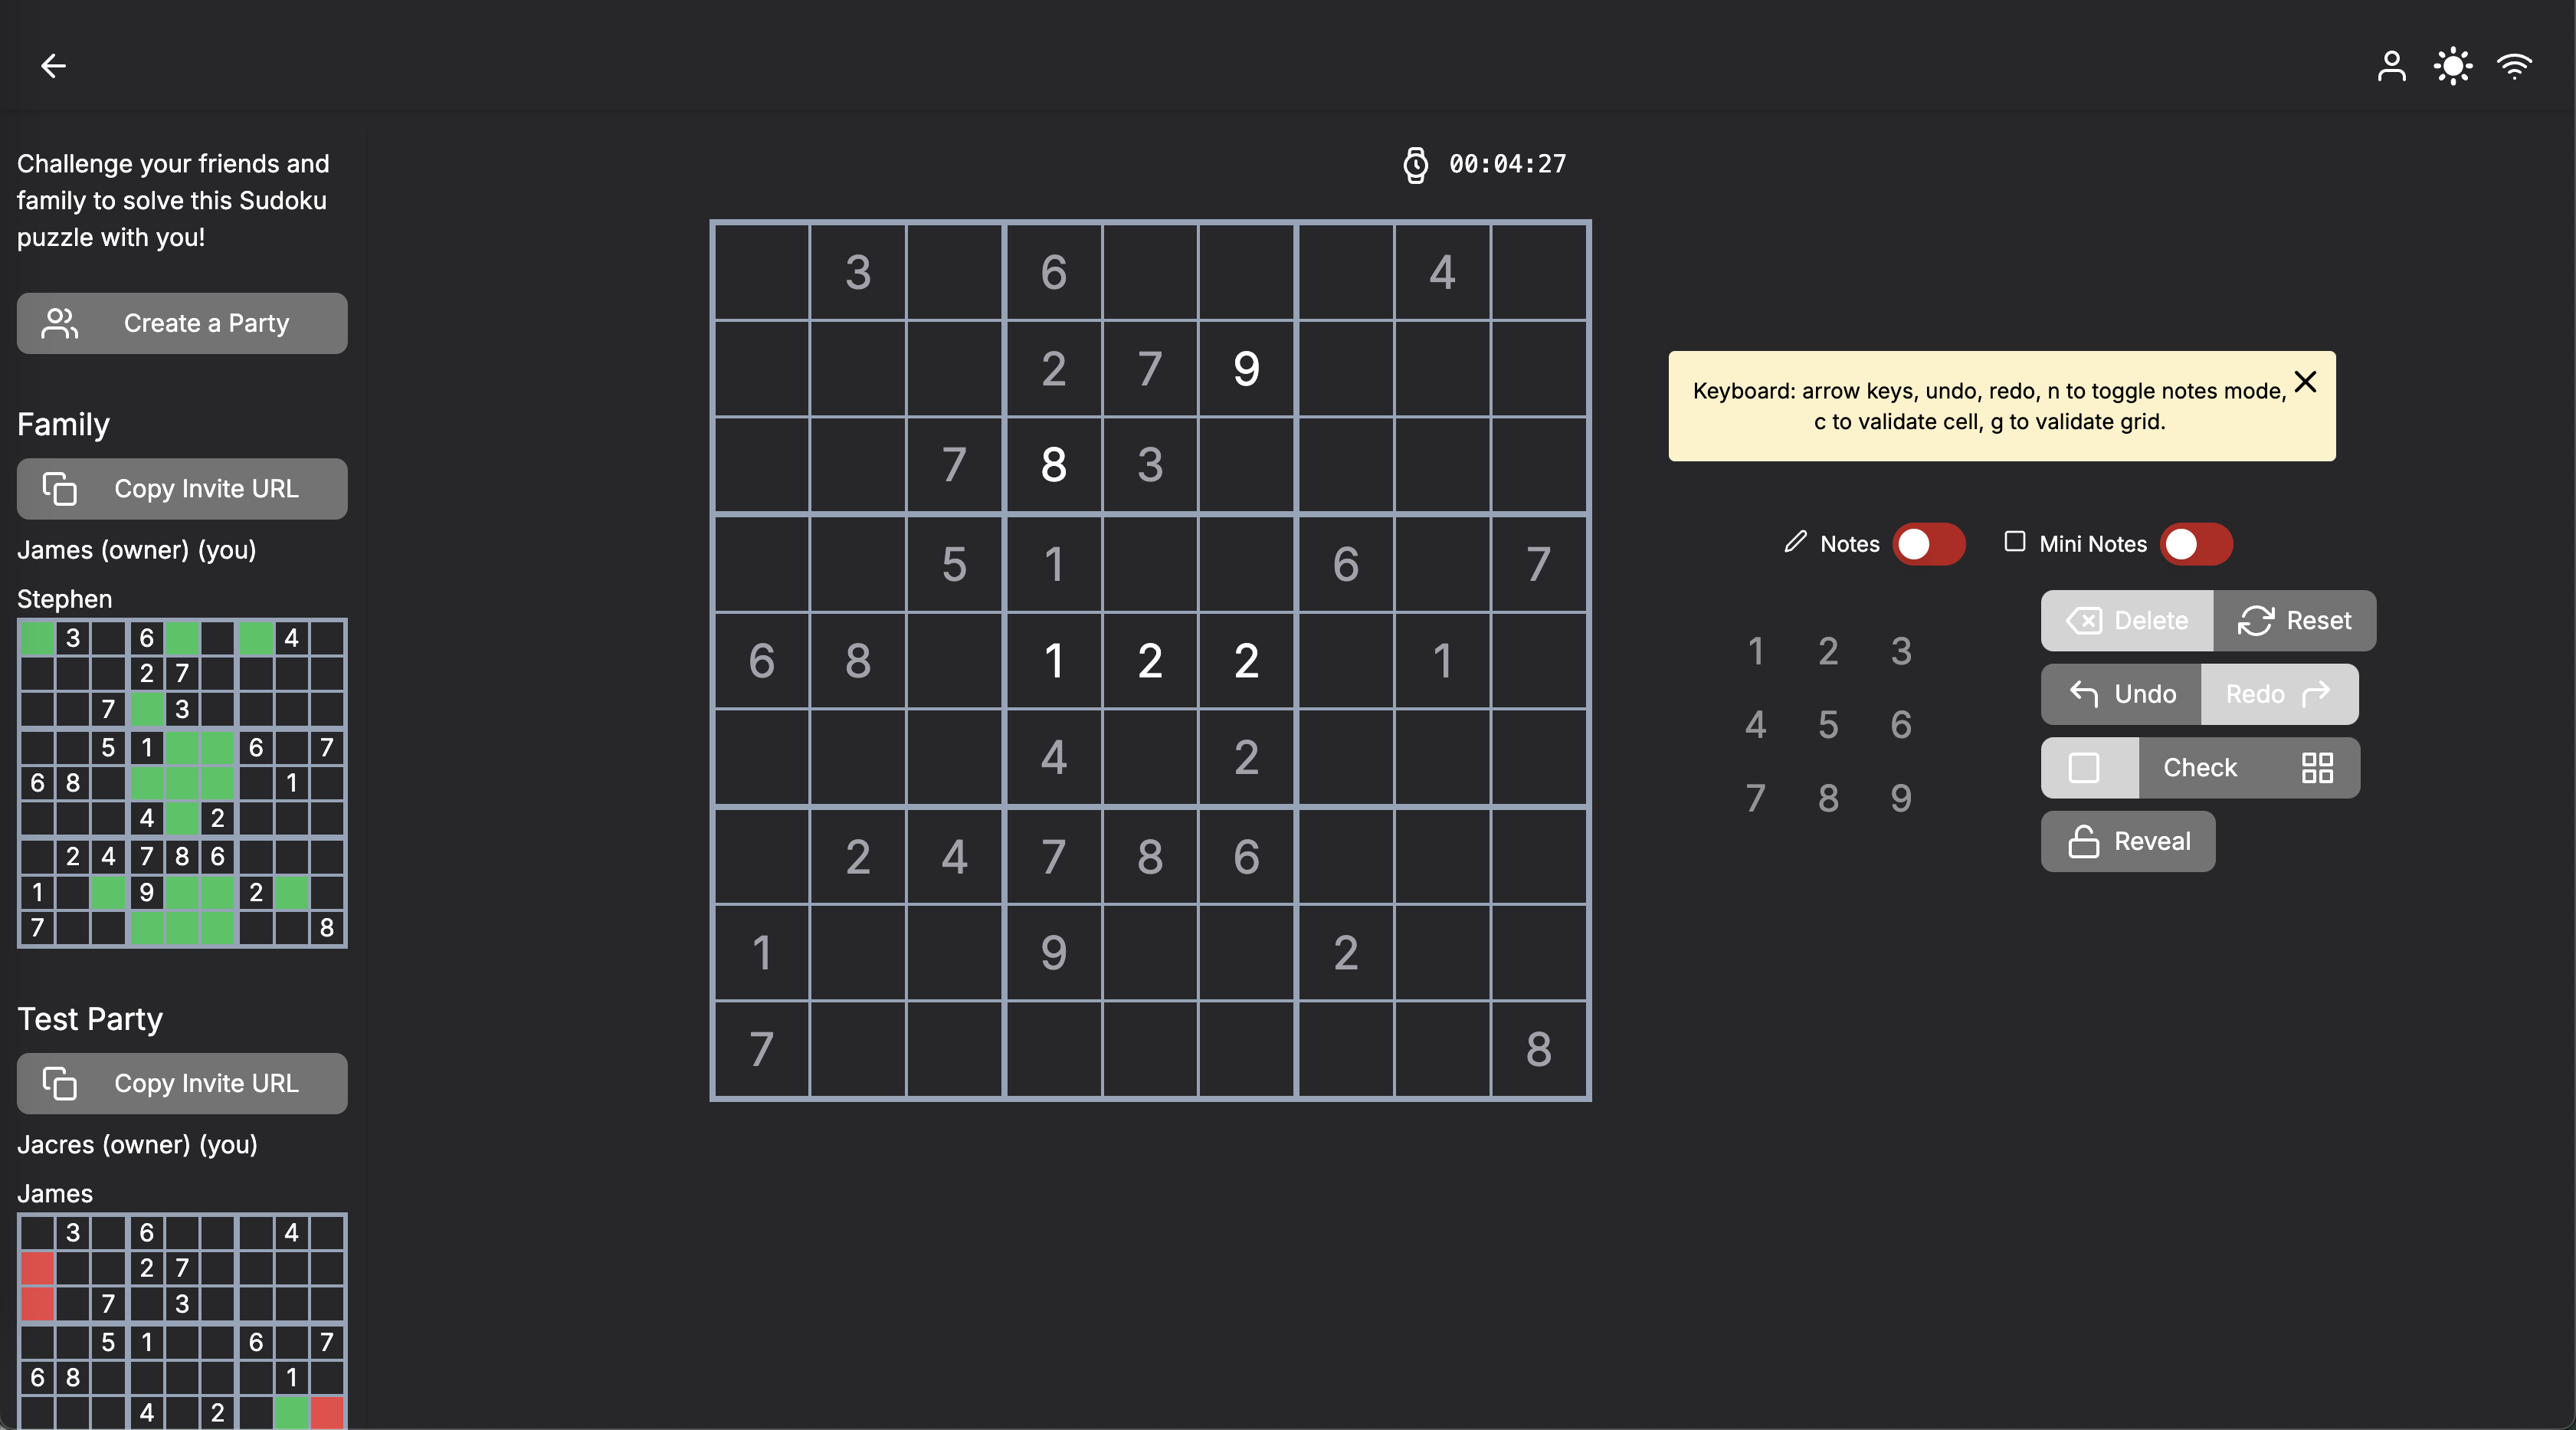 00:04:27
Challenge your friends and
family to solve this Sudoku
puzzle with you!
Create a Party
Family
Copy Invite URL
James (owner) (you)
Stephen
3 6 4
2 7
7 3
5 1 6 7
6 8 1
4 2
2 4 7 8 6
1 9 2
7 8
Test Party
Copy Invite URL
Jacres (owner) (you)
James
3 6 4
2 7
7 3
5 1 6 7
6 8 1
4 2
3 6 4
2 7 9
7 8 3
5 1 6 7
6 8 1 2 2 1
4 2
2 4 7 8 6
1 9 2
7 8
Keyboard: arrow keys, undo, redo, n to toggle notes mode,
c to validate cell, g to validate grid.
Notes Mini Notes
1 2 3
4 5 6
7 8 9
Delete Reset
Undo Redo
Check
Reveal